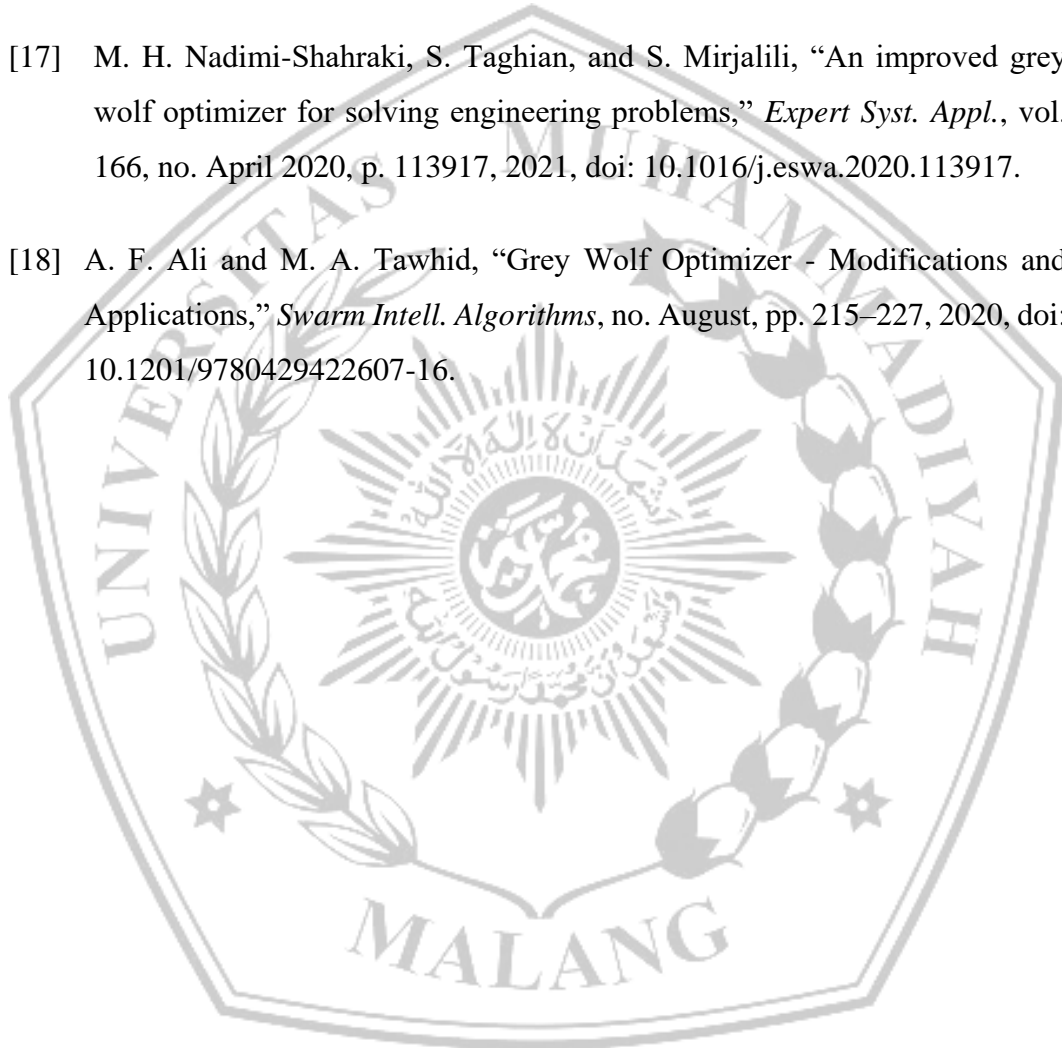 [17] M. H. Nadimi-Shahraki, S. Taghian, and S. Mirjalili, “An improved grey
wolf optimizer for solving engineering problems,” Expert Syst. Appl., vol.
166, no. April 2020, p. 113917, 2021, doi: 10.1016/j.eswa.2020.113917.
[18] A. F. Ali and M. A. Tawhid, “Grey Wolf Optimizer - Modifications and
Applications,” Swarm Intell. Algorithms, no. August, pp. 215–227, 2020, doi:
10.1201/9780429422607-16.
UNIVERSITAS MUHAMMADIYAH
MALANG